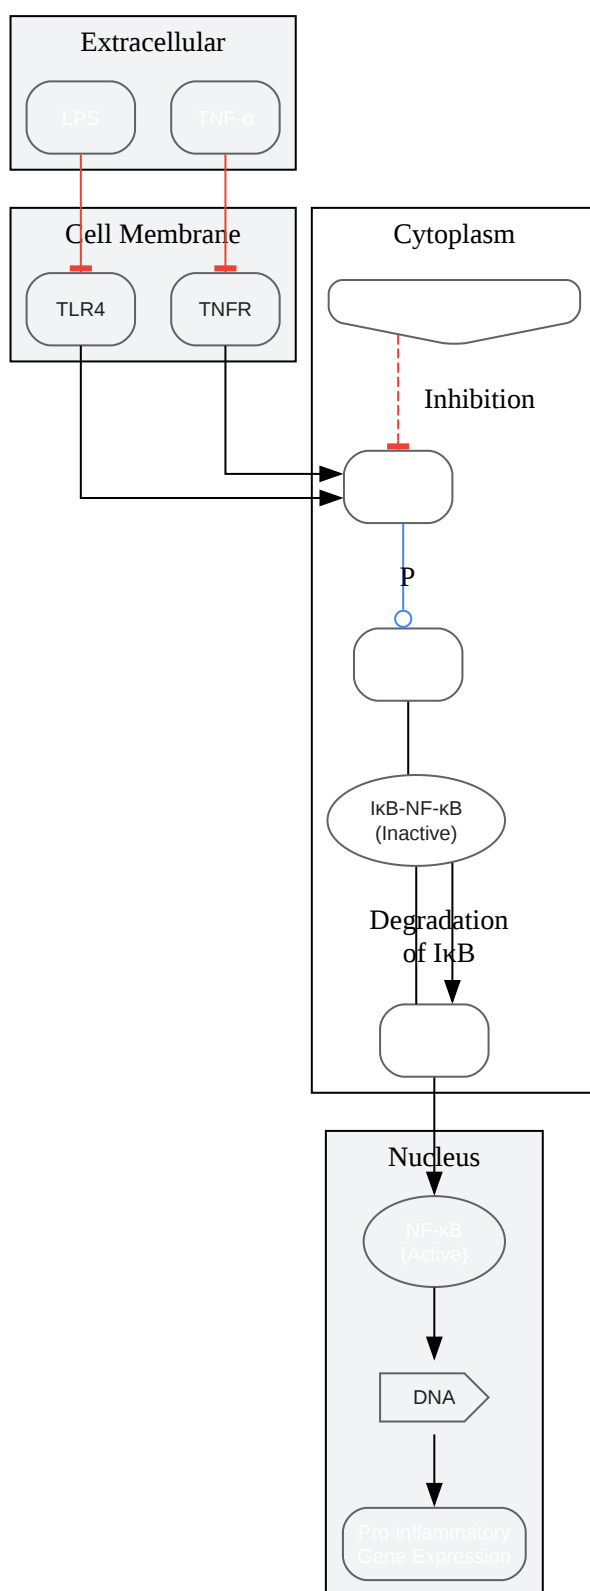 Extracellular
LPS
TNF-α
Cell Membrane
TLR4
TNFR
Cytoplasm
Inhibition
P
IκB-NF-κB
(Inactive)
Degradation
of IκB
Nucleus
NF-κB
(Active)
DNA
Pro-inflammatory
Gene Expression